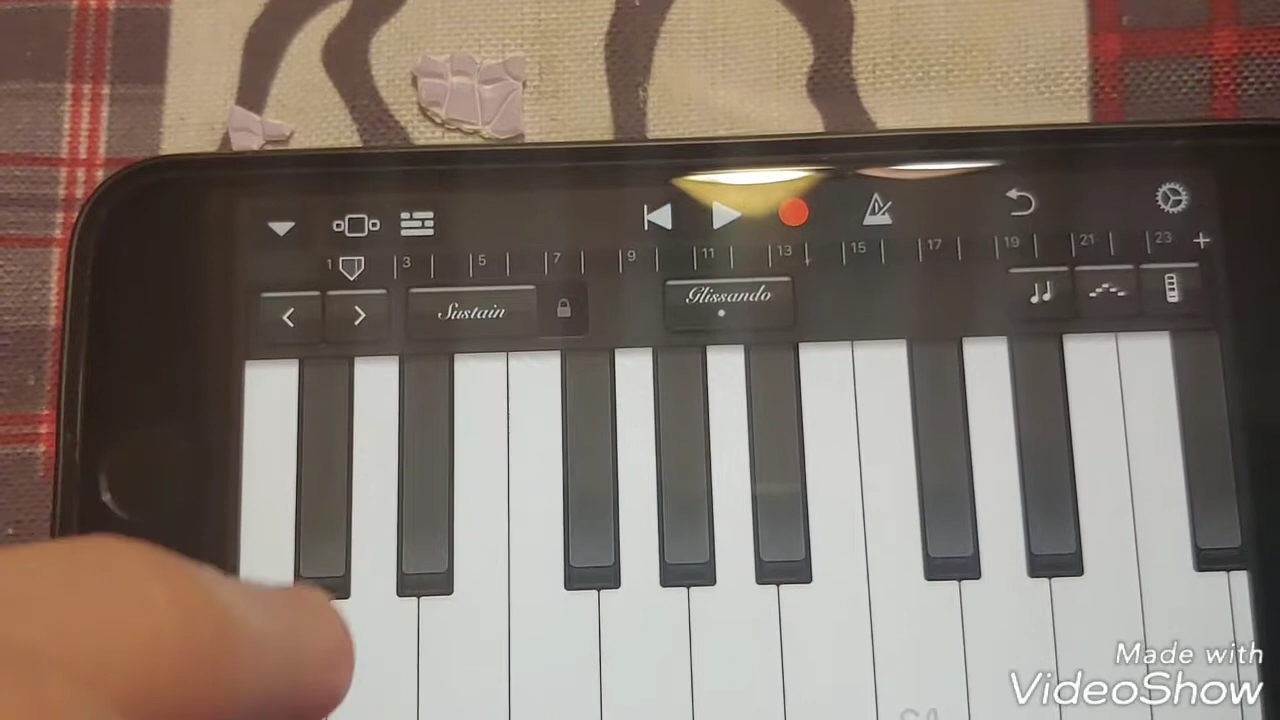 1 3 5 7 9 11 13 15 17 19 21 23
Sustain
Glissando
Made with
VideoShow